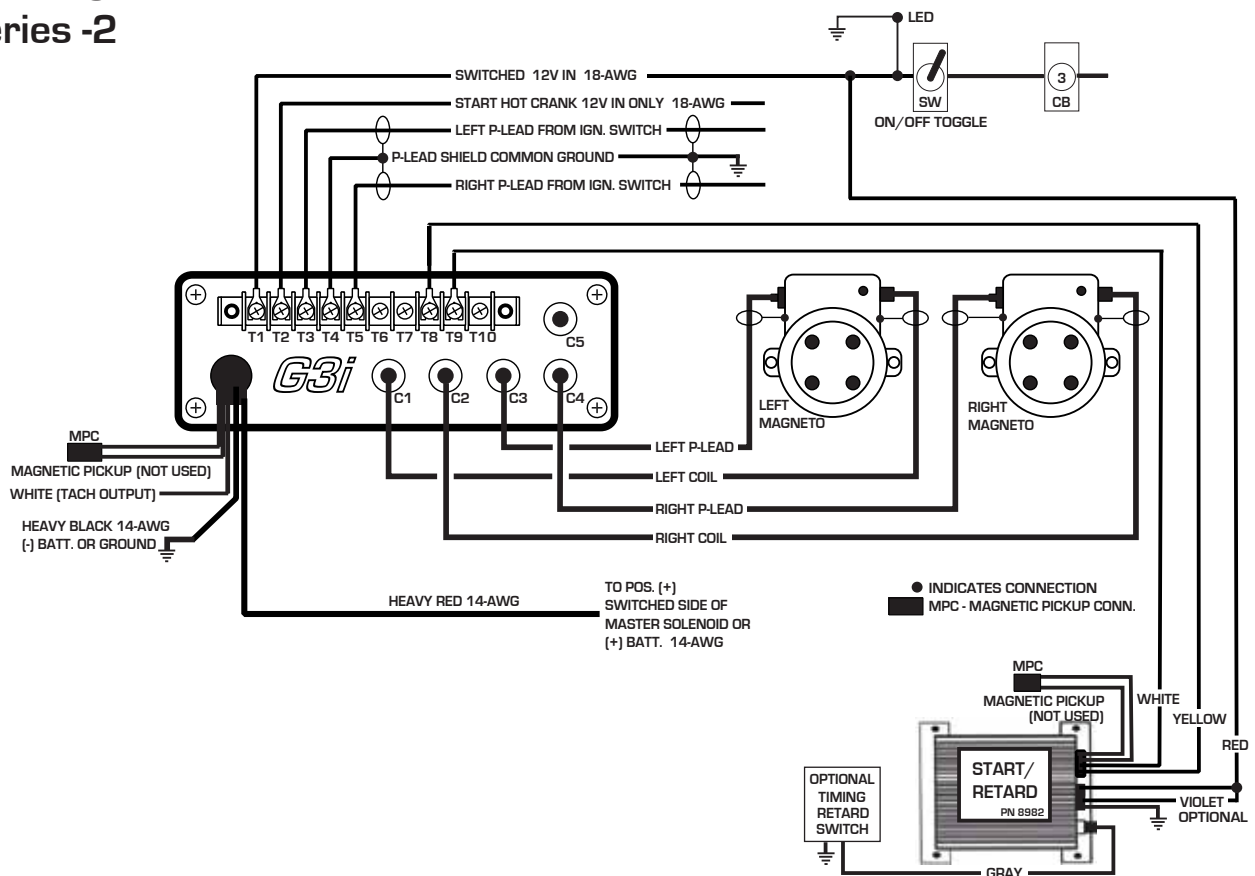 eries -2
LED
SWITCHED 12V IN 18-AWG
START HOT CRANK 12V IN ONLY 18-AWG
LEFT P-LEAD FROM IGN. SWITCH
P-LEAD SHIELD COMMON GROUND
RIGHT P-LEAD FROM IGN. SWITCH
SW
ON/OFF TOGGLE
3
CB
T1 T2 T3 T4 T5 T6 T7 T8 T9 T10
C5
G3i
C1 C2 C3 C4
LEFT
MAGNETO
RIGHT
MAGNETO
MPC
MAGNETIC PICKUP (NOT USED)
WHITE (TACH OUTPUT)
HEAVY BLACK 14-AWG
(-) BATT. OR GROUND
LEFT P-LEAD
LEFT COIL
RIGHT P-LEAD
RIGHT COIL
HEAVY RED 14-AWG
TO POS. (+)
SWITCHED SIDE OF
MASTER SOLENOID OR
(+) BATT. 14-AWG
INDICATES CONNECTION
MPC - MAGNETIC PICKUP CONN.
MPC
MAGNETIC PICKUP
(NOT USED)
WHITE
YELLOW
RED
START/
RETARD
PN 8982
OPTIONAL
TIMING
RETARD
SWITCH
VIOLET
OPTIONAL
GRAY